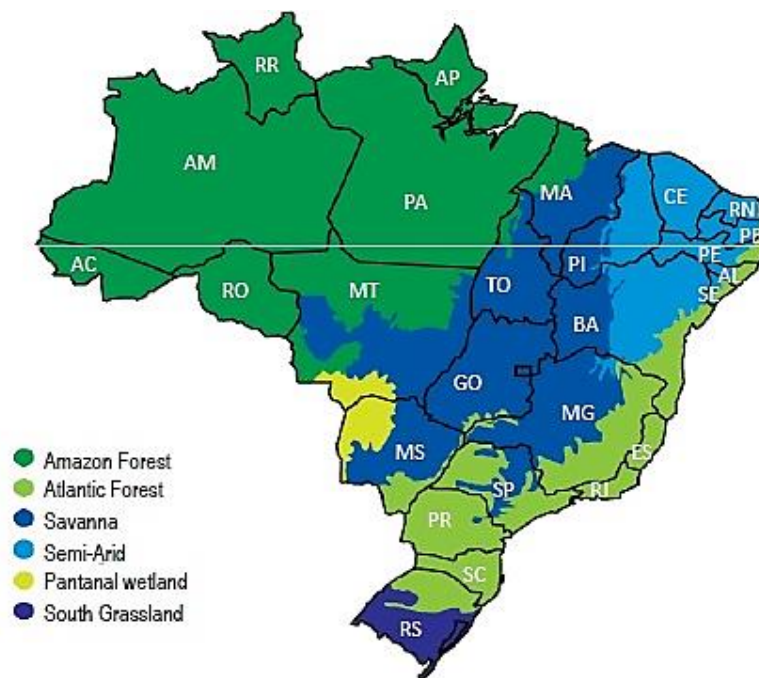 RR
AP
AM
PA
MA
CE
RN
PB
PE
AC
PI
AL
RO
MT
TO
SE
BA
GO
MG
MS
ES
SP
RJ
PR
SC
RS
Amazon Forest
Atlantic Forest
Savanna
Semi-Arid
Pantanal wetland
South Grassland